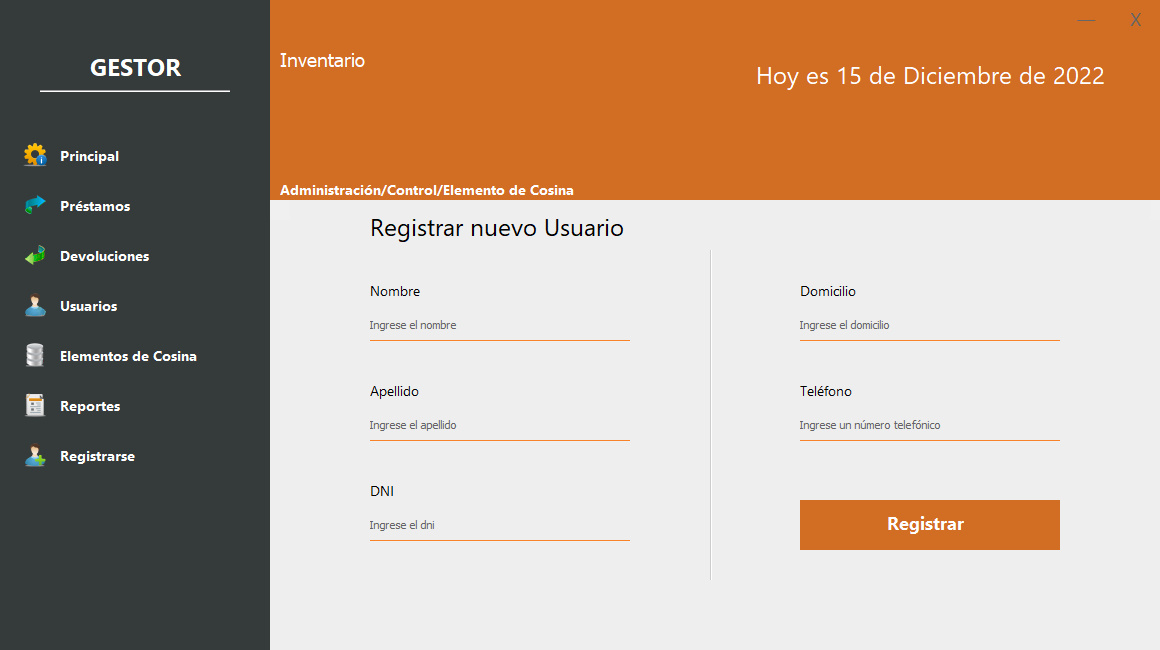 GESTOR
Principal
Préstamos
Devoluciones
Usuarios
Elementos de Cosina
Reportes
Registrarse
— X
Inventario
Hoy es 15 de Diciembre de 2022
Administración/Control/Elemento de Cosina
Registrar nuevo Usuario
Nombre
Ingrese el nombre
Apellido
Ingrese el apellido
DNI
Ingrese el dni
Domicilio
Ingrese el domicilio
Teléfono
Ingrese un número telefónico
Registrar